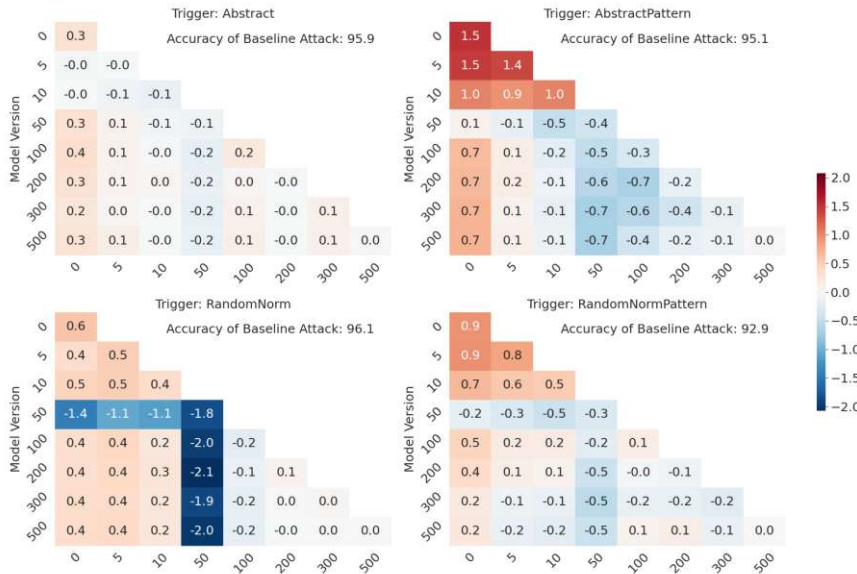 Trigger: Abstract
Accuracy of Baseline Attack: 95.9
Model Version
0 0.3
5 -0.0 -0.0
10 -0.0 -0.1 -0.1
50 0.3 0.1 -0.1 -0.1
100 0.4 0.1 -0.0 -0.2 0.2
200 0.3 0.1 0.0 -0.2 0.0 -0.0
300 0.2 0.0 -0.0 -0.2 0.1 -0.0 0.1
500 0.3 0.1 -0.0 -0.2 0.1 -0.0 0.1 0.0
0 5 10 50 100 200 300 500
Trigger: AbstractPattern
Accuracy of Baseline Attack: 95.1
Model Version
0 1.5
5 1.5 1.4
10 1.0 0.9 1.0
50 0.1 -0.1 -0.5 -0.4
100 0.7 0.1 -0.2 -0.5 -0.3
200 0.7 0.2 -0.1 -0.6 -0.7 -0.2
300 0.7 0.1 -0.1 -0.7 -0.6 -0.4 -0.1
500 0.7 0.1 -0.1 -0.7 -0.4 -0.2 -0.1 0.0
0 5 10 50 100 200 300 500
Trigger: RandomNorm
Accuracy of Baseline Attack: 96.1
Model Version
0 0.6
5 0.4 0.5
10 0.5 0.5 0.4
50 -1.4 -1.1 -1.1 -1.8
100 0.4 0.4 0.2 -2.0 -0.2
200 0.4 0.4 0.3 -2.1 -0.1 0.1
300 0.4 0.4 0.2 -1.9 -0.2 0.0 0.0
500 0.4 0.4 0.2 -2.0 -0.2 -0.0 0.0 0.0
0 5 10 50 100 200 300 500
Trigger: RandomNormPattern
Accuracy of Baseline Attack: 92.9
Model Version
0 0.9
5 0.9 0.8
10 0.7 0.6 0.5
50 -0.2 -0.3 -0.5 -0.3
100 0.5 0.2 0.2 -0.2 0.1
200 0.4 0.1 0.1 -0.5 -0.0 -0.1
300 0.2 -0.1 -0.1 -0.5 -0.2 -0.2 -0.2
500 0.2 -0.2 -0.2 -0.5 0.1 0.1 -0.1 0.0
0 5 10 50 100 200 300 500
2.0
1.5
1.0
0.5
0.0
-0.5
-1.0
-1.5
-2.0